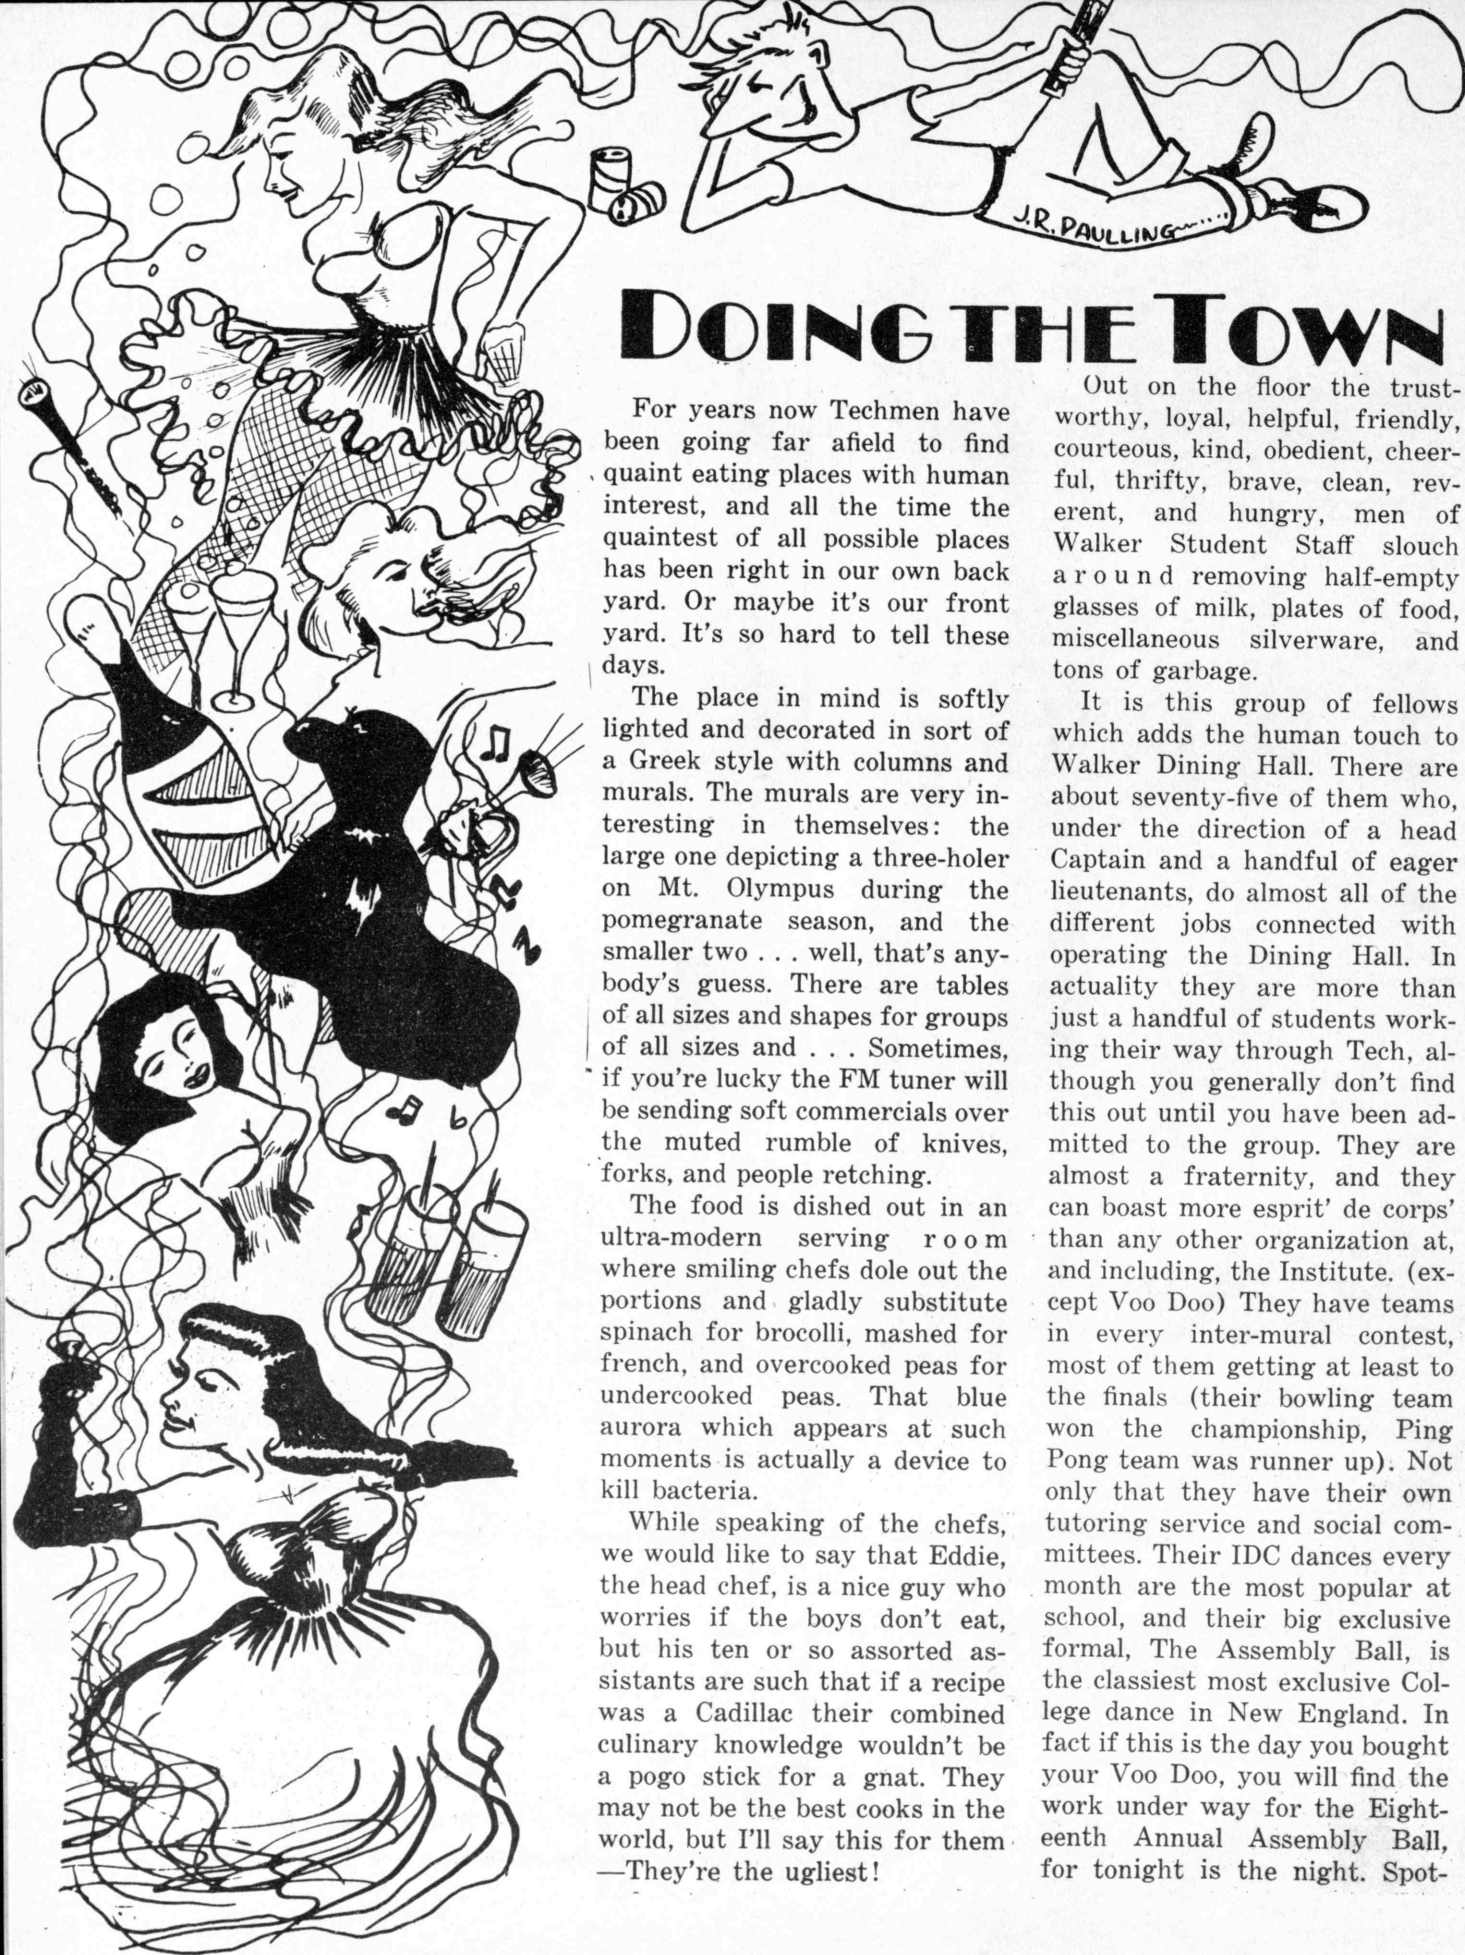 J.R. PAULLING
DOING THE TOWN
For years now Techmen have
been going far afield to find
quaint eating places with human
interest, and all the time the
quaintest of all possible places
has been right in our own back
yard. Or maybe it's our front
yard. It's so hard to tell these
days.
The place in mind is softly
lighted and decorated in sort of
a Greek style with columns and
murals. The murals are very in-
teresting in themselves: the
large one depicting a three-holer
on Mt. Olympus during the
pomegranate season, and the
smaller two . . . well, that's any-
body's guess. There are tables
of all sizes and shapes for groups
of all sizes and . . . Sometimes,
if you're lucky the FM tuner will
be sending soft commercials over
the muted rumble of knives,
forks, and people retching.
The food is dished out in an
ultra-modern serving room
where smiling chefs dole out the
portions and gladly substitute
spinach for brocolli, mashed for
french, and overcooked peas for
undercooked peas. That blue
aurora which appears at such
moments is actually a device to
kill bacteria.
While speaking of the chefs,
we would like to say that Eddie,
the head chef, is a nice guy who
worries if the boys don't eat,
but his ten or so assorted as-
sistants are such that if a recipe
was a Cadillac their combined
culinary knowledge wouldn't be
a pogo stick for a gnat. They
may not be the best cooks in the
world, but I'll say this for them
—They're the ugliest!
Out on the floor the trust-
worthy, loyal, helpful, friendly,
courteous, kind, obedient, cheer-
ful, thrifty, brave, clean, rev-
erent, and hungry, men of
Walker Student Staff slouch
around removing half-empty
glasses of milk, plates of food,
miscellaneous silverware, and
tons of garbage.
It is this group of fellows
which adds the human touch to
Walker Dining Hall. There are
about seventy-five of them who,
under the direction of a head
Captain and a handful of eager
lieutenants, do almost all of the
different jobs connected with
operating the Dining Hall. In
actuality they are more than
just a handful of students work-
ing their way through Tech, al-
though you generally don't find
this out until you have been ad-
mitted to the group. They are
almost a fraternity, and they
can boast more esprit' de corps'
than any other organization at,
and including, the Institute. (ex-
cept Voo Doo) They have teams
in every inter-mural contest,
most of them getting at least to
the finals (their bowling team
won the championship, Ping
Pong team was runner up). Not
only that they have their own
tutoring service and social com-
mittees. Their IDC dances every
month are the most popular at
school, and their big exclusive
formal, The Assembly Ball, is
the classiest most exclusive Col-
lege dance in New England. In
fact if this is the day you bought
your Voo Doo, you will find the
work under way for the Eight-
eenth Annual Assembly Ball,
for tonight is the night. Spot-